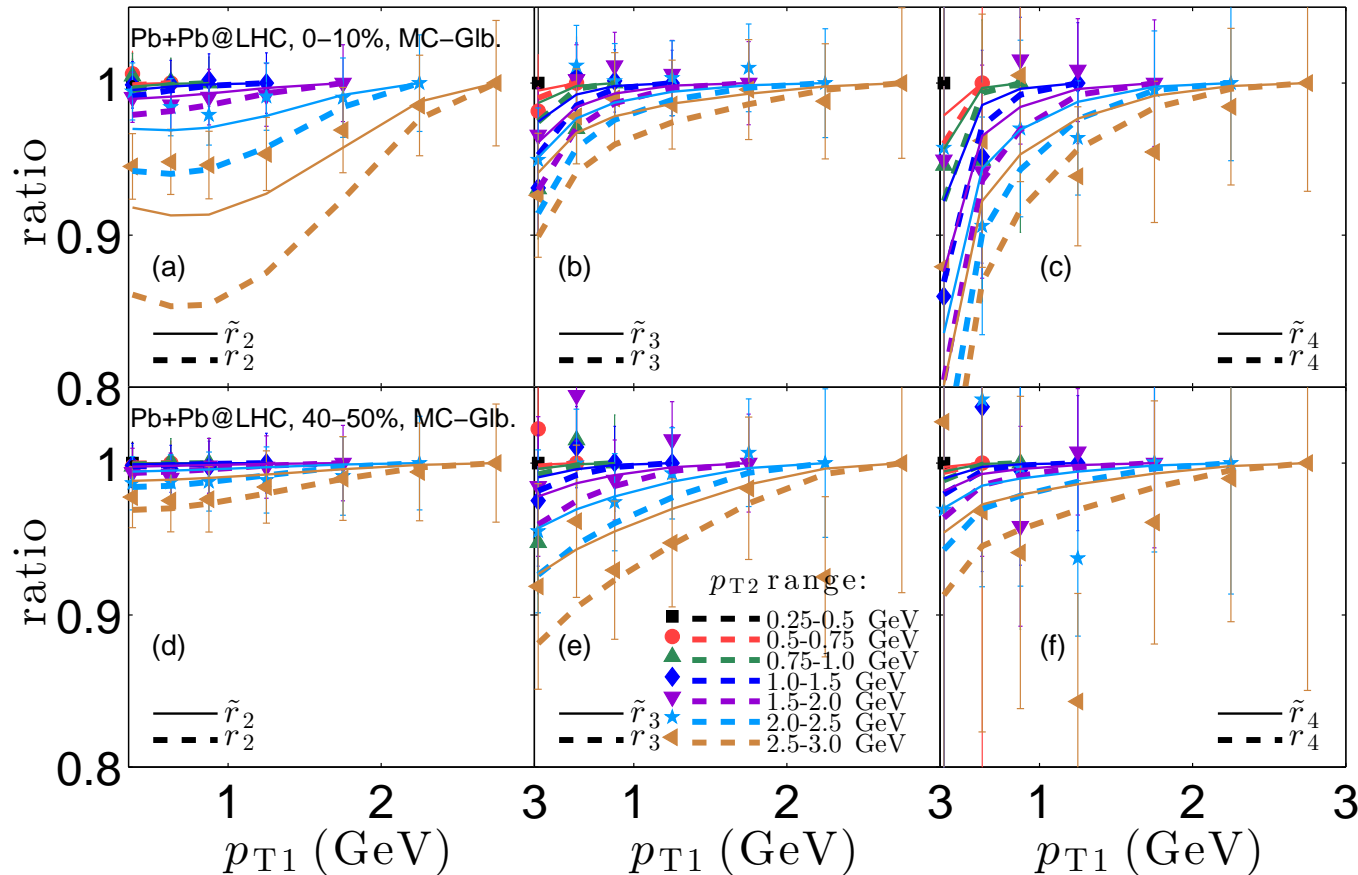 Pb+Pb@LHC, 0−10%, MC−Glb.
1
0.9
0.8
ratio
(a)
(b)
(c)
r̃₂
r₂
r̃₃
r₃
r̃₄
r₄
Pb+Pb@LHC, 40−50%, MC−Glb.
1
0.9
0.8
ratio
(d)
(e)
(f)
p_T2 range:
0.25-0.5 GeV
0.5-0.75 GeV
0.75-1.0 GeV
1.0-1.5 GeV
1.5-2.0 GeV
2.0-2.5 GeV
2.5-3.0 GeV
r̃₂
r₂
r̃₃
r₃
r̃₄
r₄
1 2 3 1 2 3 1 2 3
p_T1 (GeV) p_T1 (GeV) p_T1 (GeV)